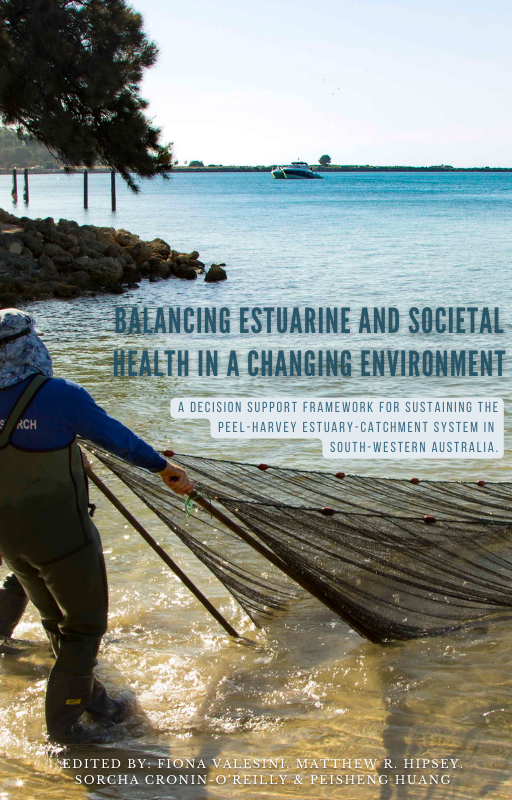 BALANCING ESTUARINE AND SOCIETAL
HEALTH IN A CHANGING ENVIRONMENT
A DECISION SUPPORT FRAMEWORK FOR SUSTAINING THE
PEEL-HARVEY ESTUARY-CATCHMENT SYSTEM IN
SOUTH-WESTERN AUSTRALIA.
EDITED BY: FIONA VALESINI, MATTHEW R. HIPSEY,
SORCHA CRONIN-O'REILLY & PEISHENG HUANG